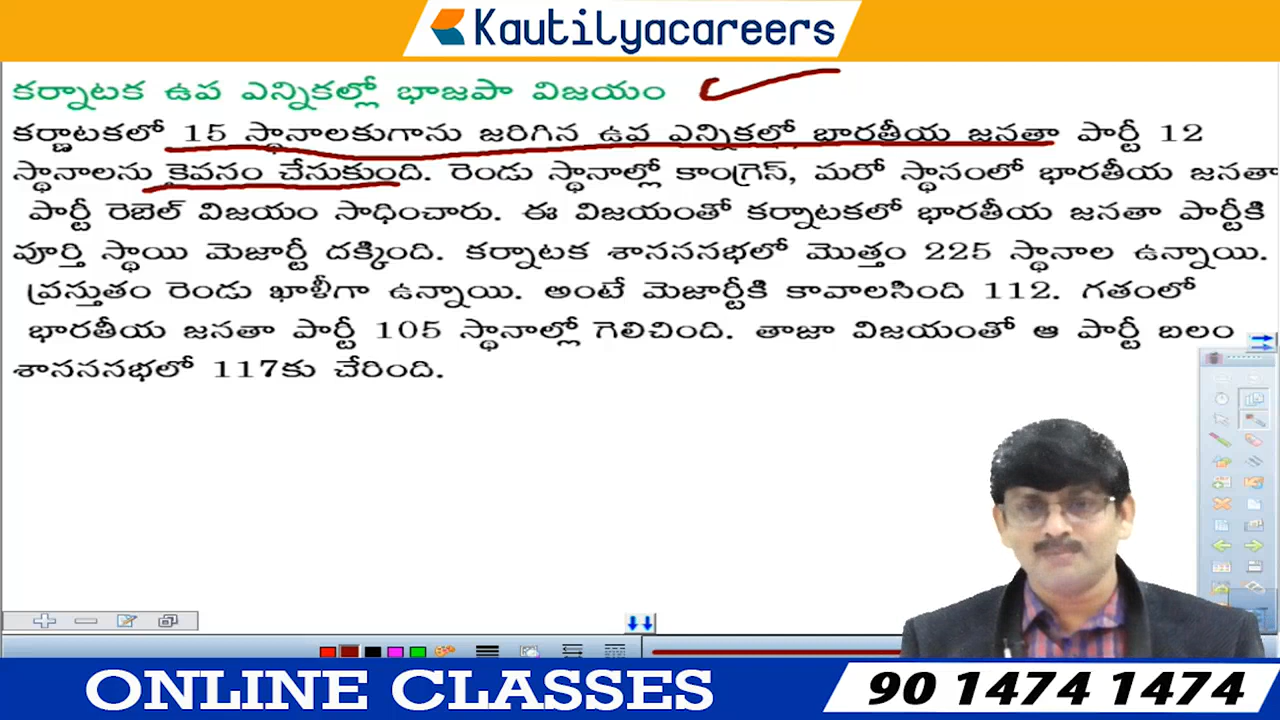 Kautilyacareers
కర్నాటక ఉప ఎన్నికల్లో భాజపా విజయం
కర్ణాటకలో 15 స్థానాలకుగాను జరిగిన ఉప ఎన్నికల్లో భారతీయ జనతా పార్టీ 12
స్థానాలను కైవసం చేసుకుంది. రెండు స్థానాల్లో కాంగ్రెస్, మరో స్థానంలో భారతీయ జనతా
పార్టీ రెబెల్ విజయం సాధించారు. ఈ విజయంతో కర్నాటకలో భారతీయ జనతా పార్టీకి
పూర్తి స్థాయి మెజార్టీ దక్కింది. కర్నాటక శాసనసభలో మొత్తం 225 స్థానాల ఉన్నాయి.
ప్రస్తుతం రెండు ఖాళీగా ఉన్నాయి. అంటే మెజార్టీకి కావాలసింది 112. గతంలో
భారతీయ జనతా పార్టీ 105 స్థానాల్లో గెలిచింది. తాజా విజయంతో ఆ పార్టీ బలం
శాసనసభలో 117కు చేరింది.
ONLINE CLASSES
90 1474 1474